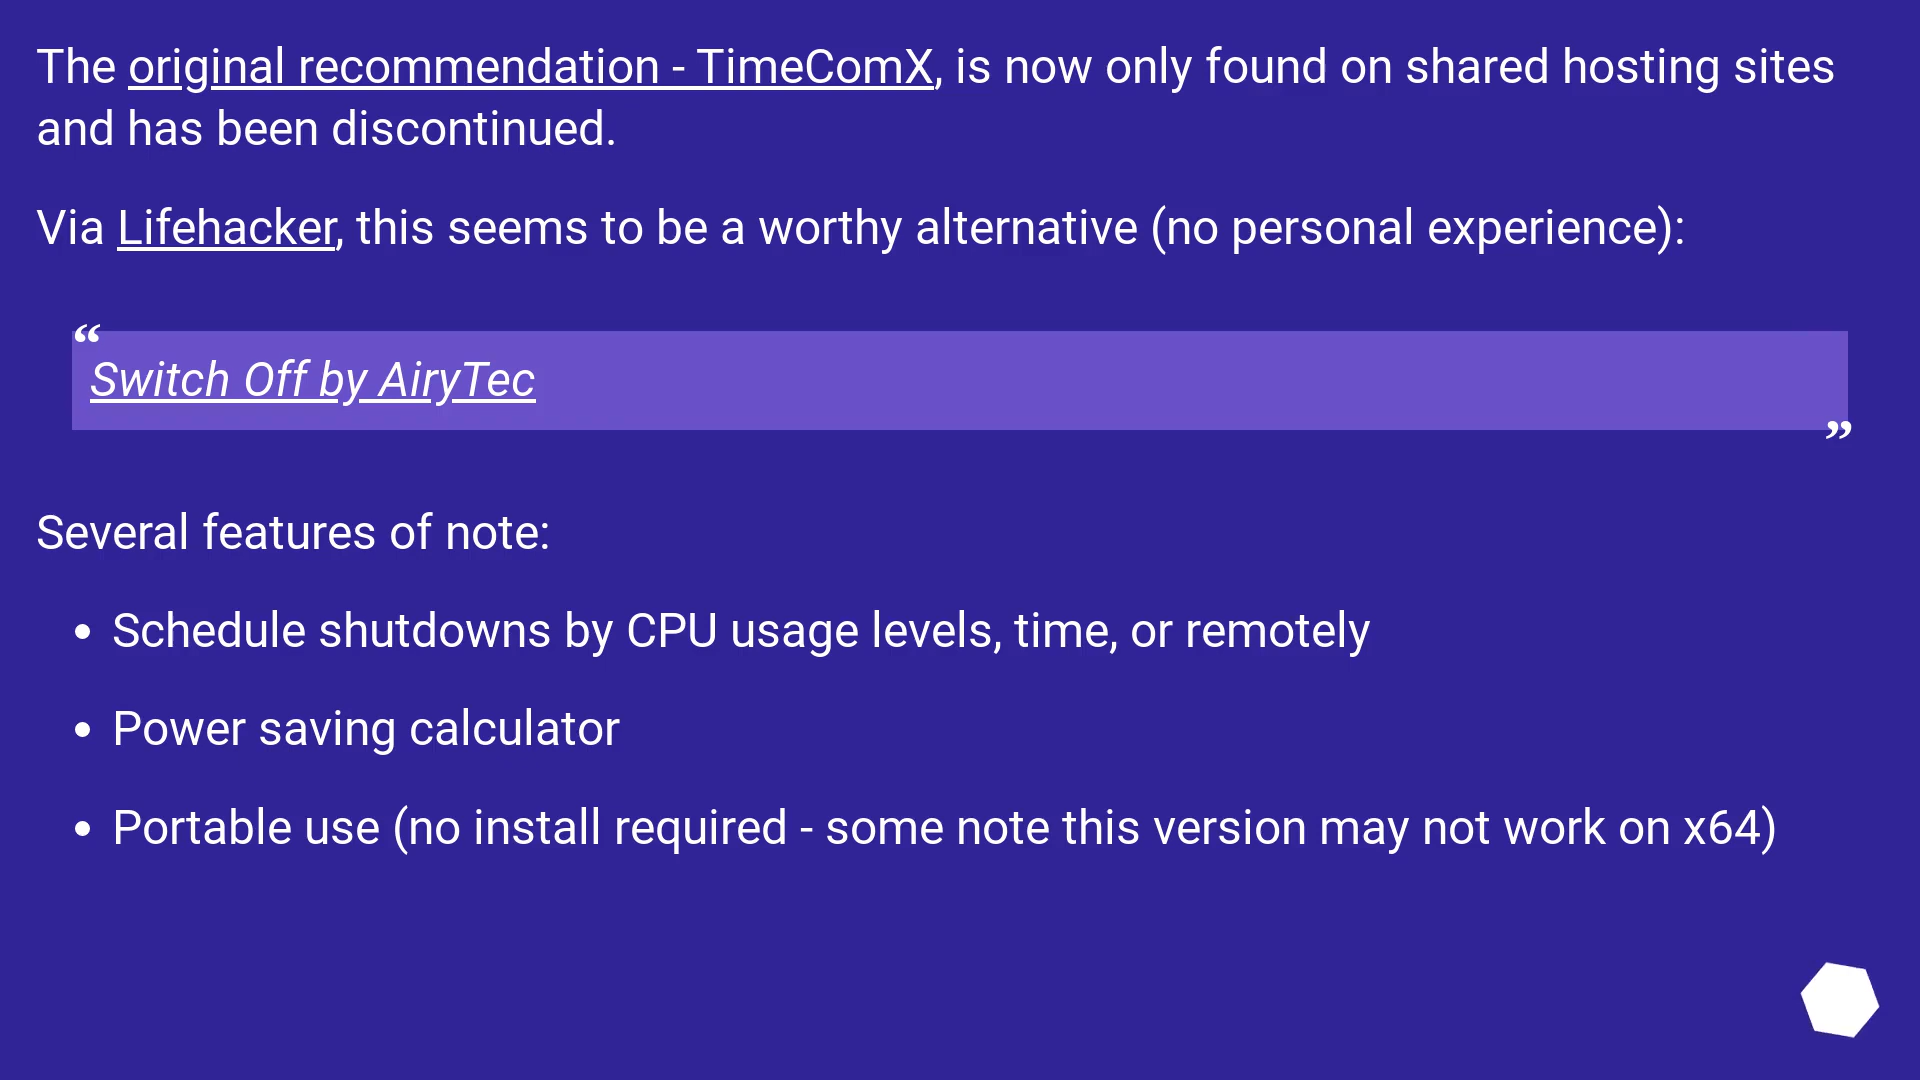 The original recommendation - TimeComX, is now only found on shared hosting sites
and has been discontinued.
Via Lifehacker, this seems to be a worthy alternative (no personal experience):
“
Switch Off by AiryTec
”
Several features of note:
• Schedule shutdowns by CPU usage levels, time, or remotely
• Power saving calculator
• Portable use (no install required - some note this version may not work on x64)